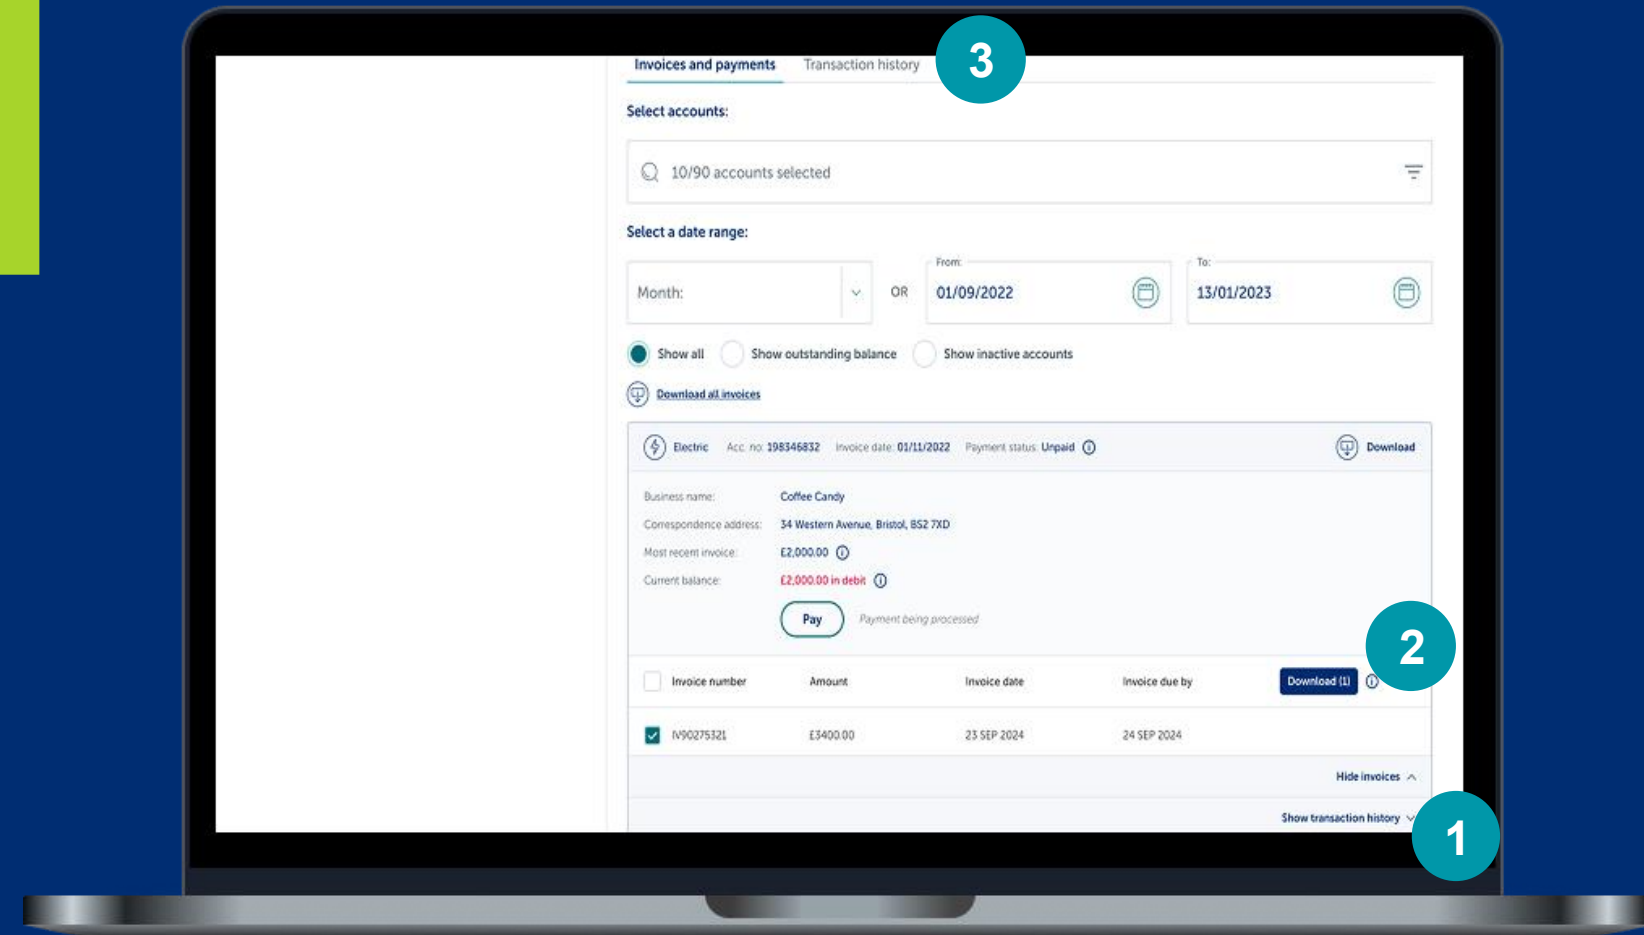 Invoices and payments Transaction history 3
Select accounts:
10/90 accounts selected
Select a date range:
Month: OR From: 01/09/2022 To: 13/01/2023
Show all Show outstanding balance Show inactive accounts
Download all invoices
Electric Acc. no: 198346832 Invoice date: 01/11/2022 Payment status: Unpaid Download
Business name: Coffee Candy
Correspondence address: 34 Western Avenue, Bristol, BS2 7XD
Most recent invoice: £2,000.00
Current balance: £2,000.00 in debit
Pay Payment being processed
2
Invoice number Amount Invoice date Invoice due by Download (1)
IV90275321 £3400.00 23 SEP 2024 24 SEP 2024
Hide invoices
Show transaction history
1